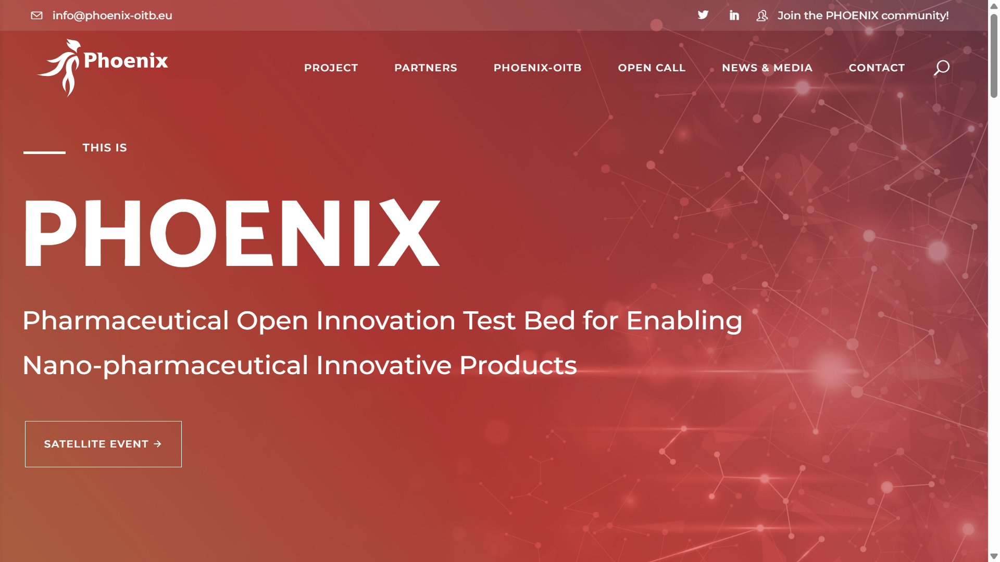 info@phoenix-oitb.eu
Join the PHOENIX community!
Phoenix
PROJECT
PARTNERS
PHOENIX-OITB
OPEN CALL
NEWS & MEDIA
CONTACT
THIS IS
PHOENIX
Pharmaceutical Open Innovation Test Bed for Enabling
Nano-pharmaceutical Innovative Products
SATELLITE EVENT →